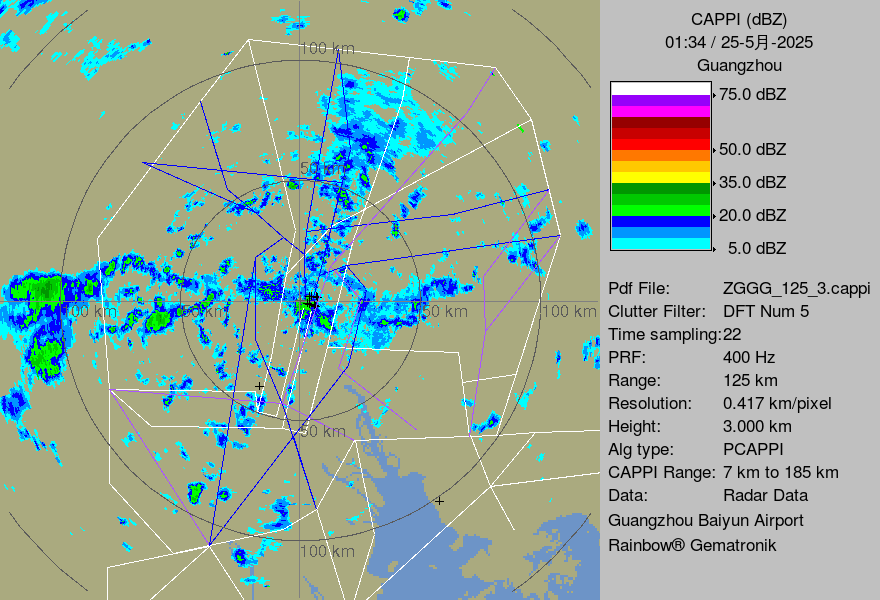 CAPPI (dBZ)
01:34 / 25-5月-2025
Guangzhou
75.0 dBZ
50.0 dBZ
35.0 dBZ
20.0 dBZ
5.0 dBZ
Pdf File: ZGGG_125_3.cappi
Clutter Filter: DFT Num 5
Time sampling:22
PRF: 400 Hz
Range: 125 km
Resolution: 0.417 km/pixel
Height: 3.000 km
Alg type: PCAPPI
CAPPI Range: 7 km to 185 km
Data: Radar Data
Guangzhou Baiyun Airport
Rainbow® Gematronik
100 km
50 km
100 km
50 km
50 km
100 km
50 km
100 km